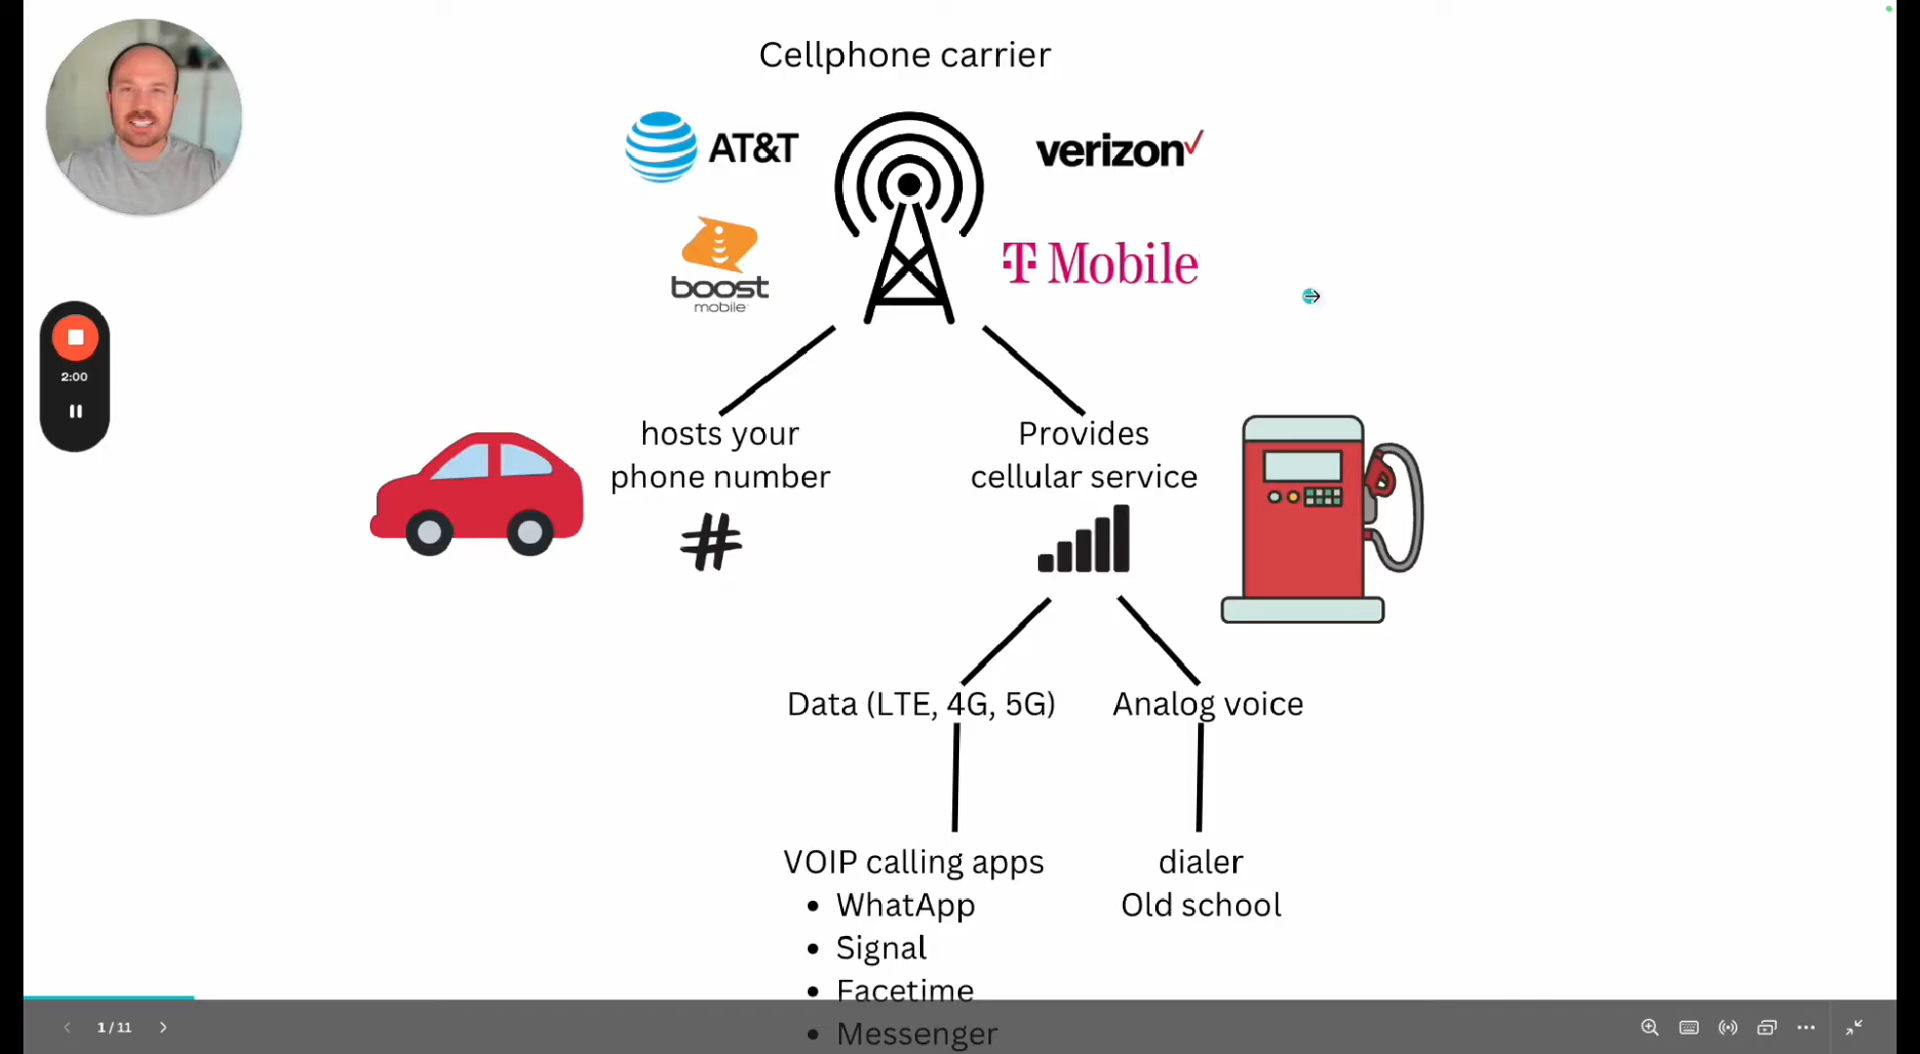 Cellphone carrier
AT&T
verizon
boost
mobile
T Mobile
2:00
hosts your
phone number
#
Provides
cellular service
Data (LTE, 4G, 5G)
Analog voice
VOIP calling apps
• WhatApp
• Signal
• Facetime
• Messenger
dialer
Old school
1 / 11